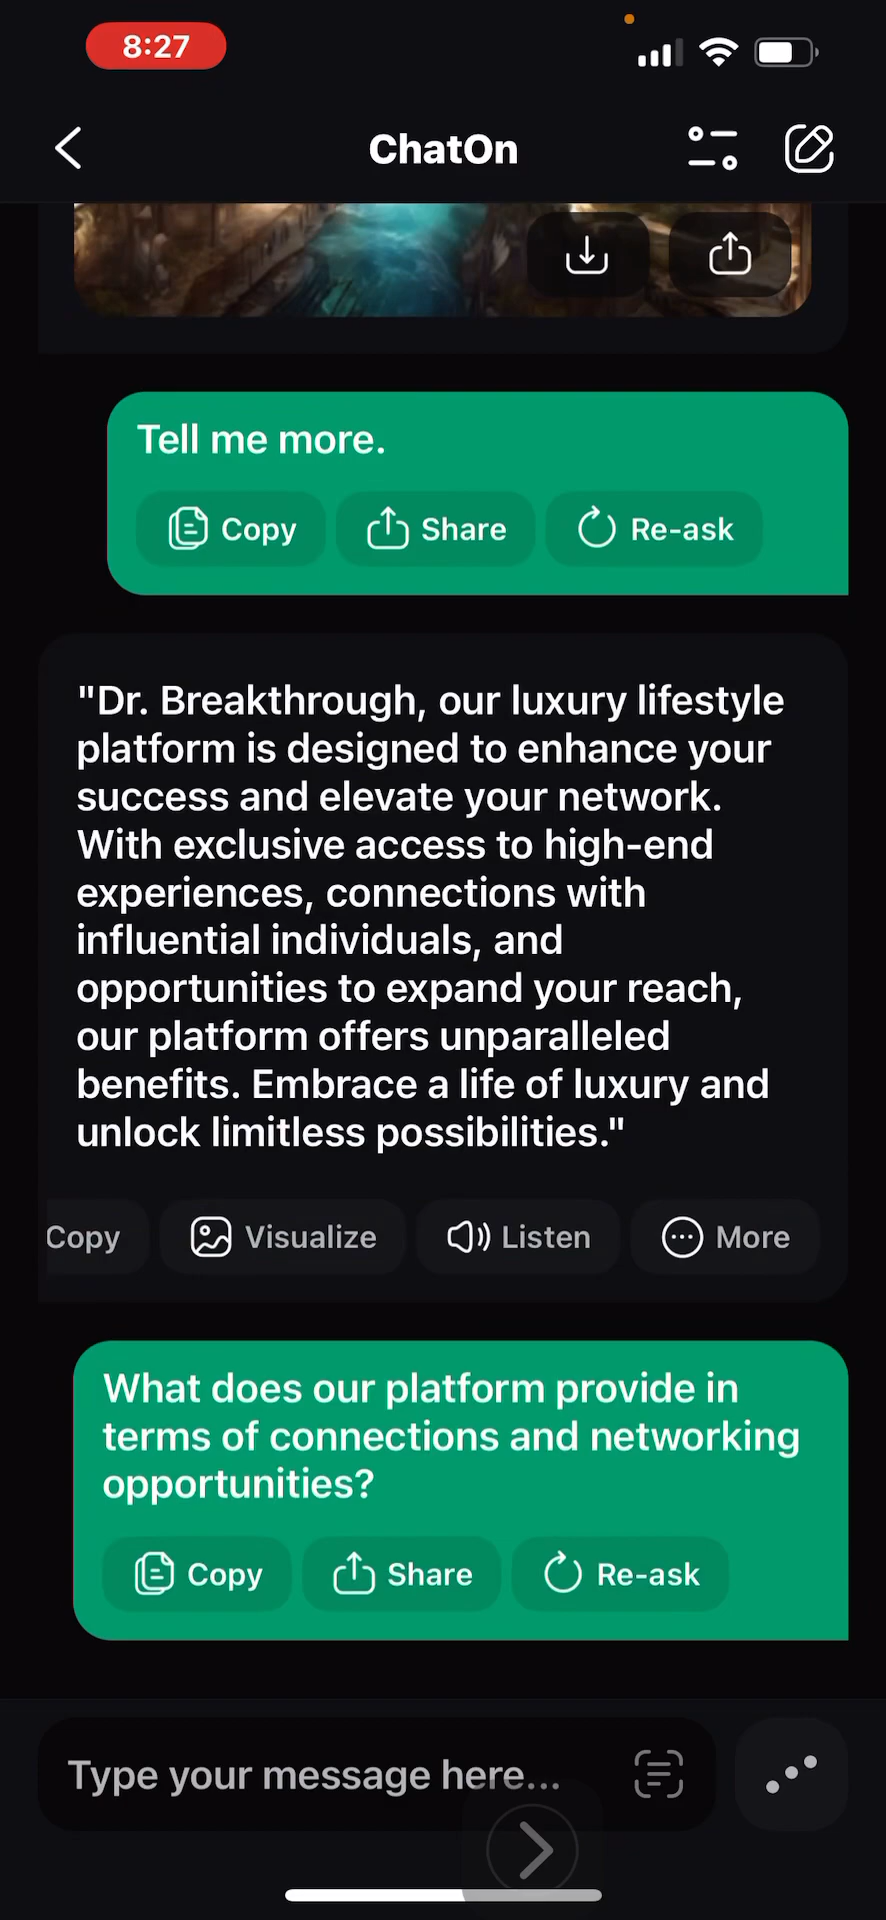 8:27
ChatOn
Tell me more.
Copy Share Re-ask
"Dr. Breakthrough, our luxury lifestyle
platform is designed to enhance your
success and elevate your network.
With exclusive access to high-end
experiences, connections with
influential individuals, and
opportunities to expand your reach,
our platform offers unparalleled
benefits. Embrace a life of luxury and
unlock limitless possibilities."
Copy Visualize Listen More
What does our platform provide in
terms of connections and networking
opportunities?
Copy Share Re-ask
Type your message here...